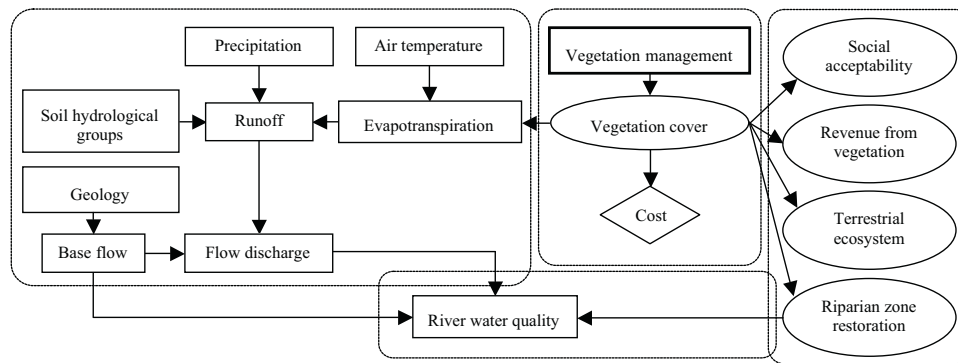 Precipitation
Air temperature
Soil hydrological
groups
Runoff
Evapotranspiration
Geology
Base flow
Flow discharge
Vegetation management
Vegetation cover
Cost
Social
acceptability
Revenue from
vegetation
Terrestrial
ecosystem
Riparian zone
restoration
River water quality